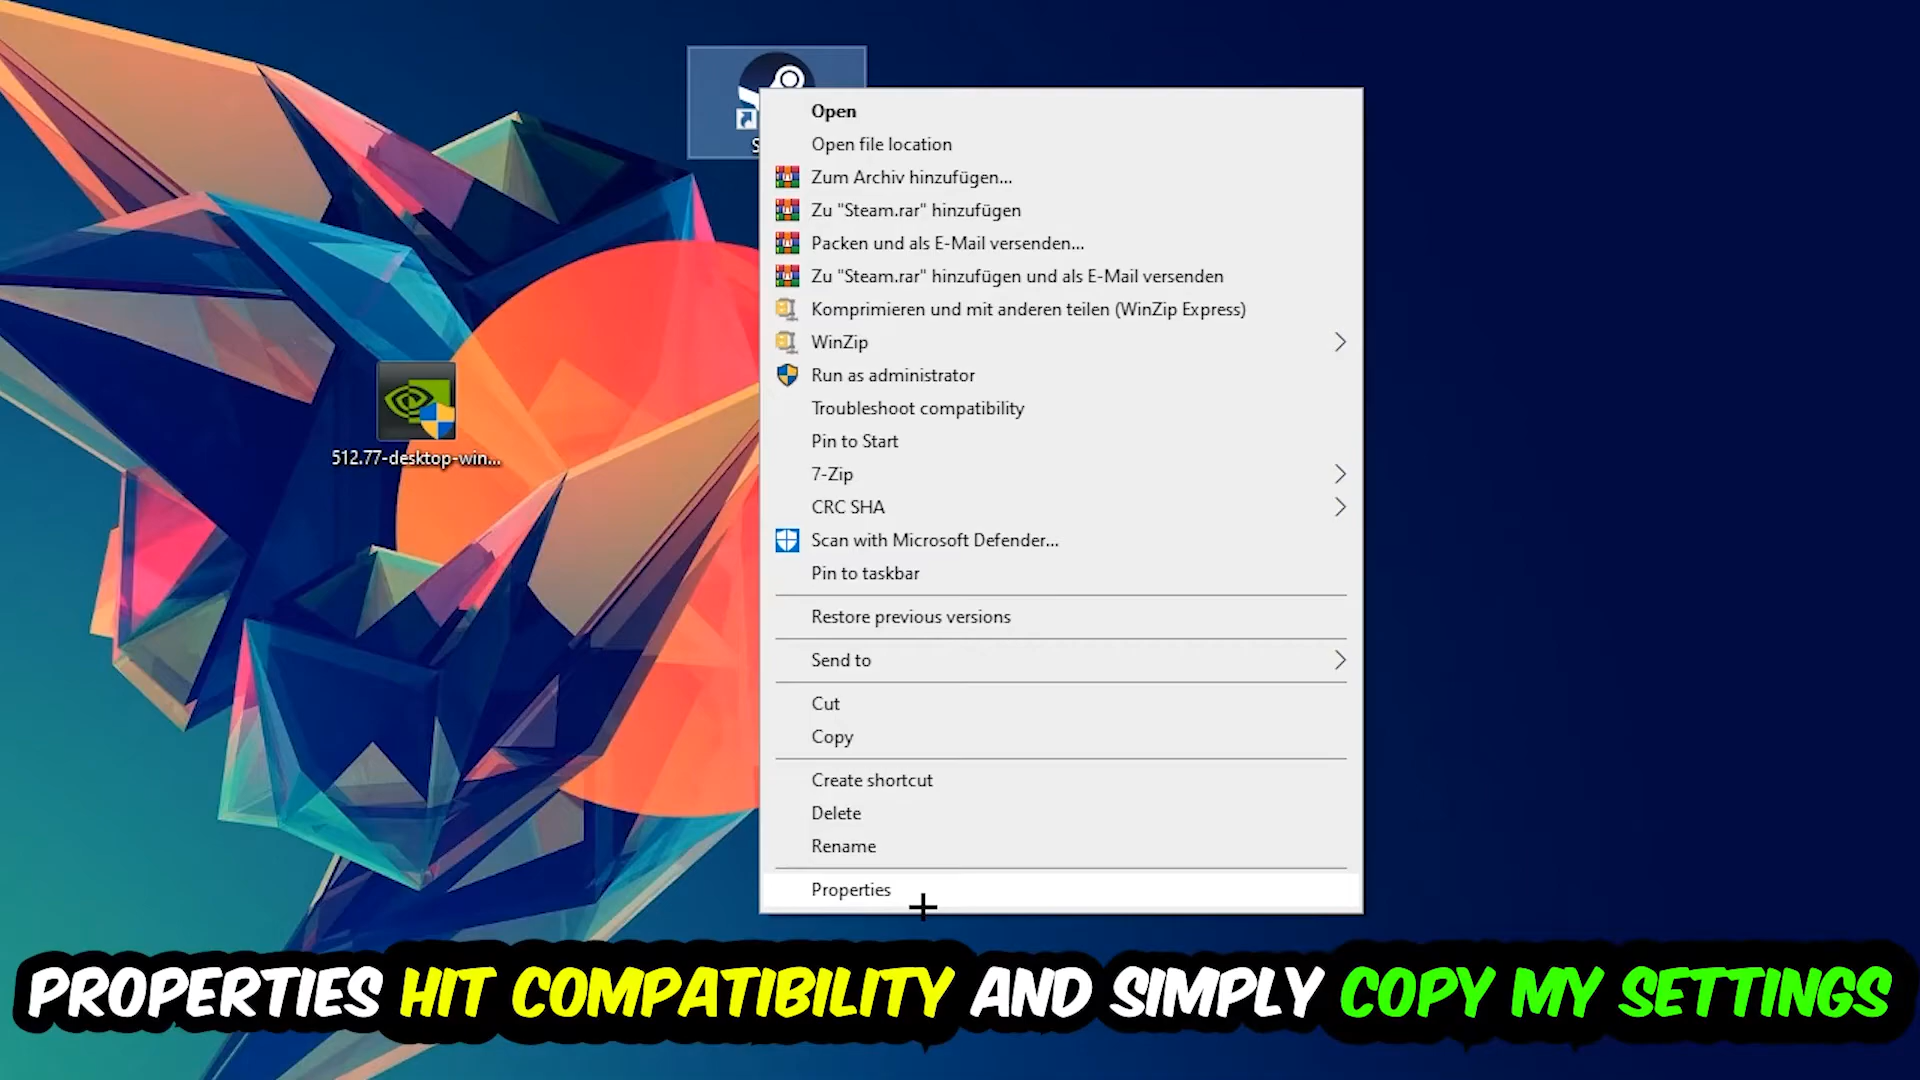 Open
Open file location
Zum Archiv hinzufügen...
Zu "Steam.rar" hinzufügen
Packen und als E-Mail versenden...
Zu "Steam.rar" hinzufügen und als E-Mail versenden
Komprimieren und mit anderen teilen (WinZip Express)
WinZip
Run as administrator
Troubleshoot compatibility
Pin to Start
7-Zip
CRC SHA
Scan with Microsoft Defender...
Pin to taskbar
Restore previous versions
Send to
Cut
Copy
Create shortcut
Delete
Rename
Properties
512.77-desktop-win...
PROPERTIES HIT COMPATIBILITY AND SIMPLY COPY MY SETTINGS